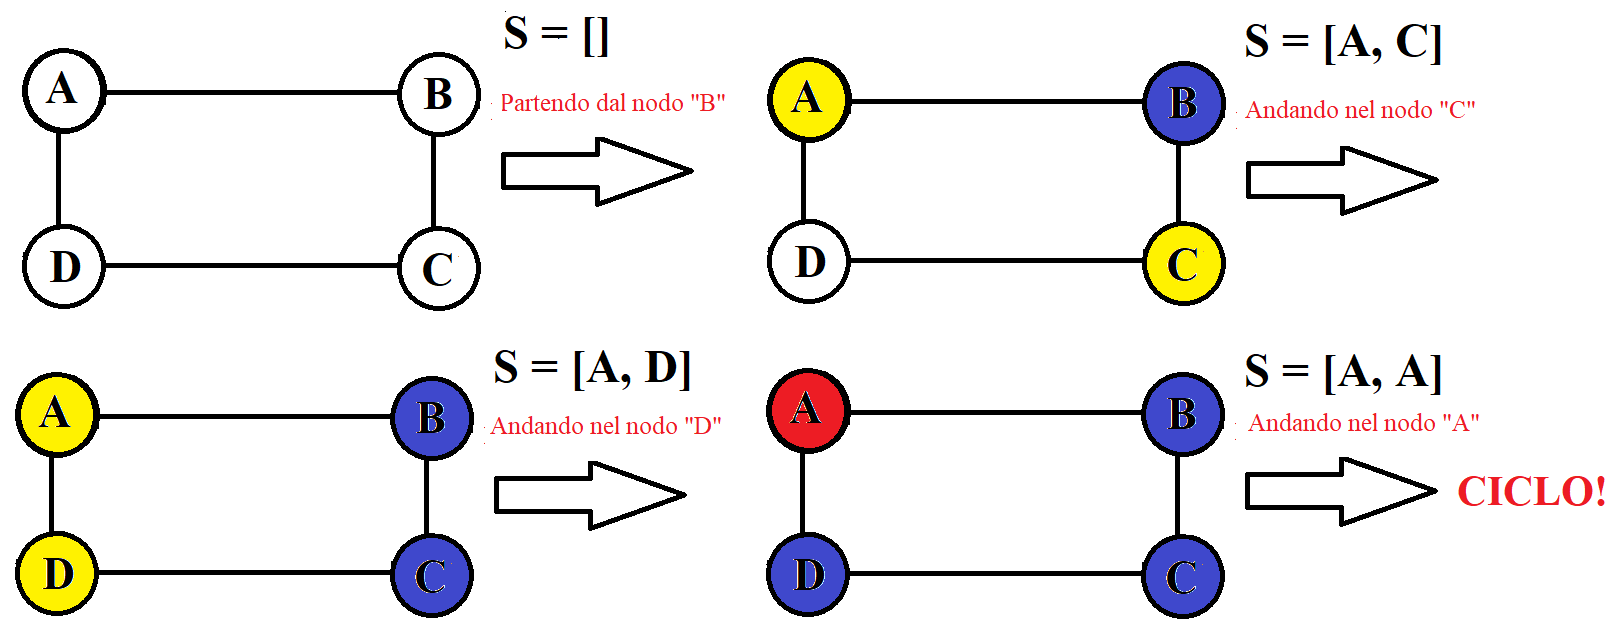 S = []
A
B
Partendo dal nodo "B"
D
C
S = [A, C]
A
B
Andando nel nodo "C"
D
C
S = [A, D]
A
B
Andando nel nodo "D"
D
C
S = [A, A]
A
B
Andando nel nodo "A"
CICLO!
D
C